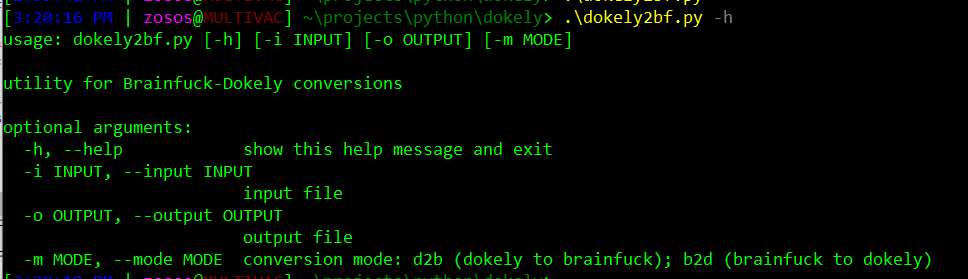 [3:20:16 PM | zosos@MULTIVAC] ~\projects\python\dokely> .\dokely2bf.py -h
usage: dokely2bf.py [-h] [-i INPUT] [-o OUTPUT] [-m MODE]
utility for Brainfuck-Dokely conversions
optional arguments:
-h, --help show this help message and exit
-i INPUT, --input INPUT
input file
-o OUTPUT, --output OUTPUT
output file
-m MODE, --mode MODE conversion mode: d2b (dokely to brainfuck); b2d (brainfuck to dokely)